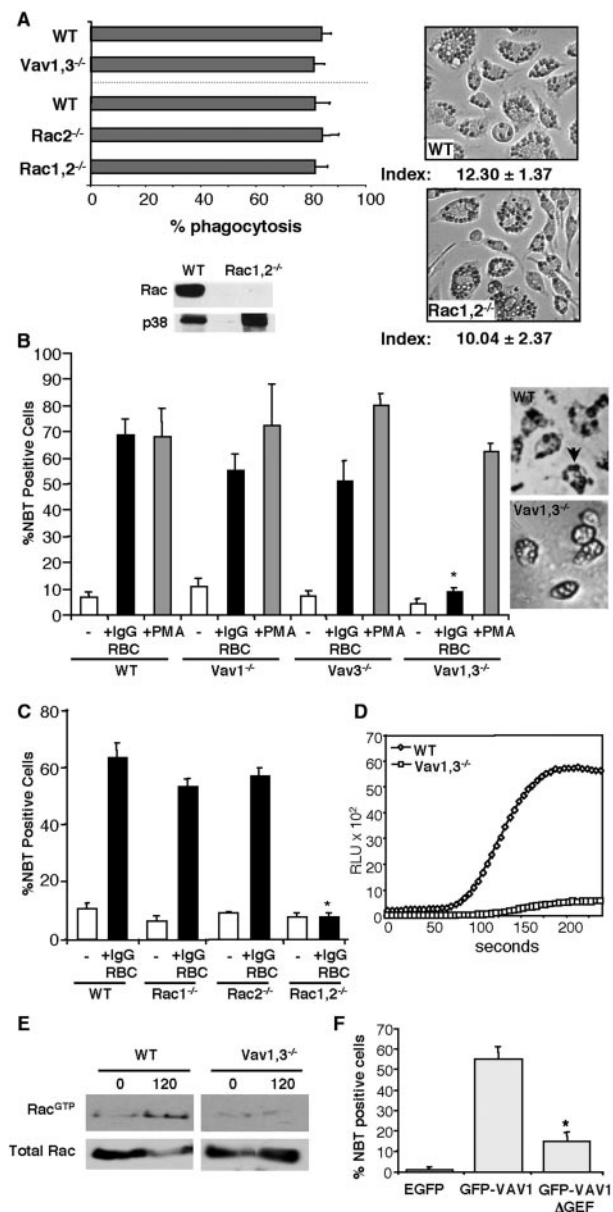 A
WT
Vav1,3-/-
WT
Rac2-/-
Rac1,2-/-
0 20 40 60 80 100
% phagocytosis
WT
Index: 12.30 ± 1.37
Rac1,2-/-
Index: 10.04 ± 2.37
WT Rac1,2-/-
Rac
p38
B
%NBT Positive Cells
100
90
80
70
60
50
40
30
20
10
0
- +IgG +PMA - +IgG +PMA - +IgG +PMA - +IgG +PMA
RBC RBC RBC RBC
WT Vav1-/- Vav3-/- Vav1,3-/-
*
WT
Vav1,3-/-
C
%NBT Positive Cells
80
60
40
20
0
- +IgG - +IgG - +IgG - +IgG
RBC RBC RBC RBC
WT Rac1-/- Rac2-/- Rac1,2-/-
*
D
WT
Vav1,3-/-
RLU x 10²
70
60
50
40
30
20
10
0
0 50 100 150 200
seconds
E
WT Vav1,3-/-
0 120 0 120
RacGTP
Total Rac
F
% NBT positive cells
70
60
50
40
30
20
10
0
*
EGFP GFP-VAV1 GFP-VAV1
ΔGEF